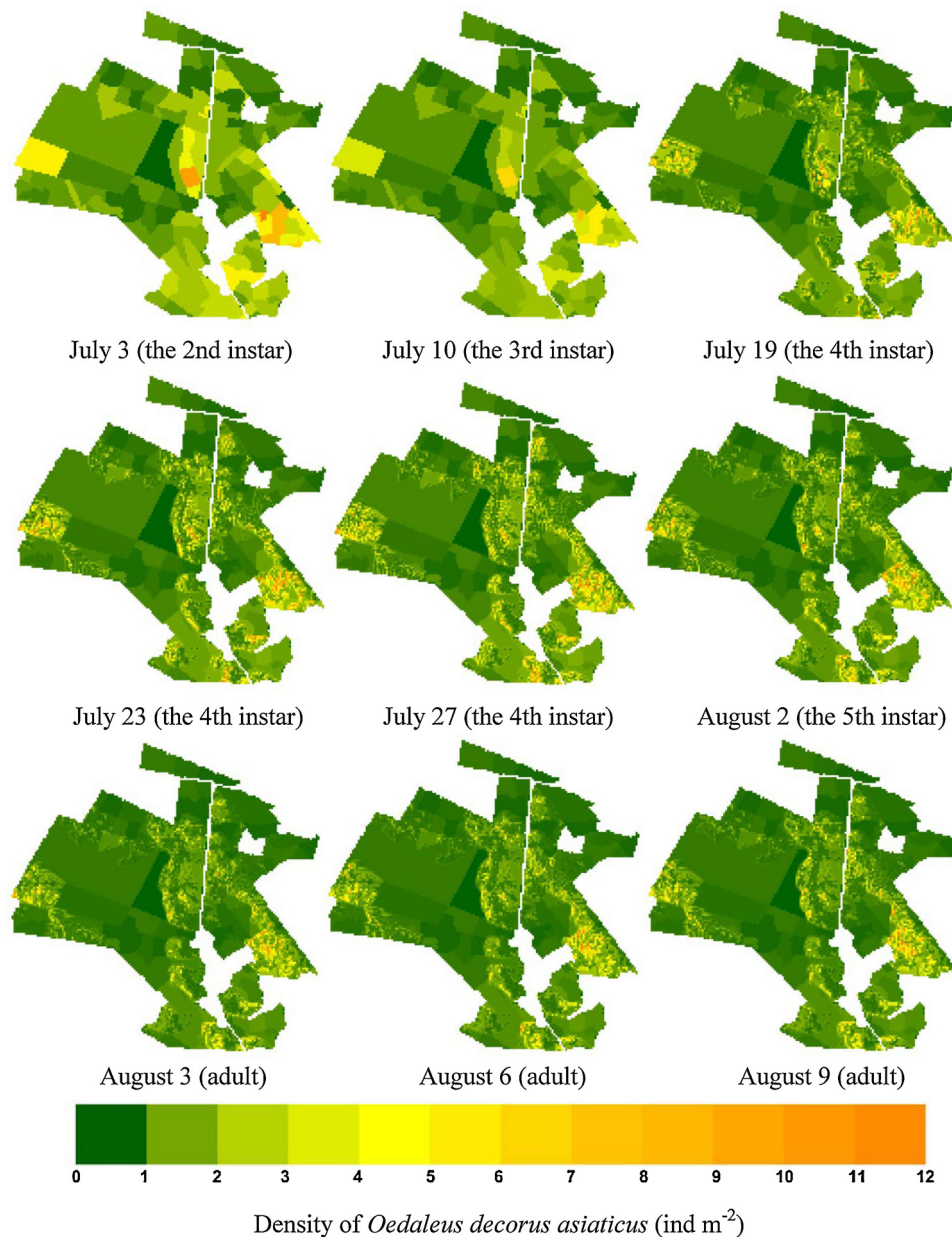 July 3 (the 2nd instar)
July 10 (the 3rd instar)
July 19 (the 4th instar)
July 23 (the 4th instar)
July 27 (the 4th instar)
August 2 (the 5th instar)
August 3 (adult)
August 6 (adult)
August 9 (adult)
0 1 2 3 4 5 6 7 8 9 10 11 12
Density of Oedaleus decorus asiaticus (ind m⁻²)